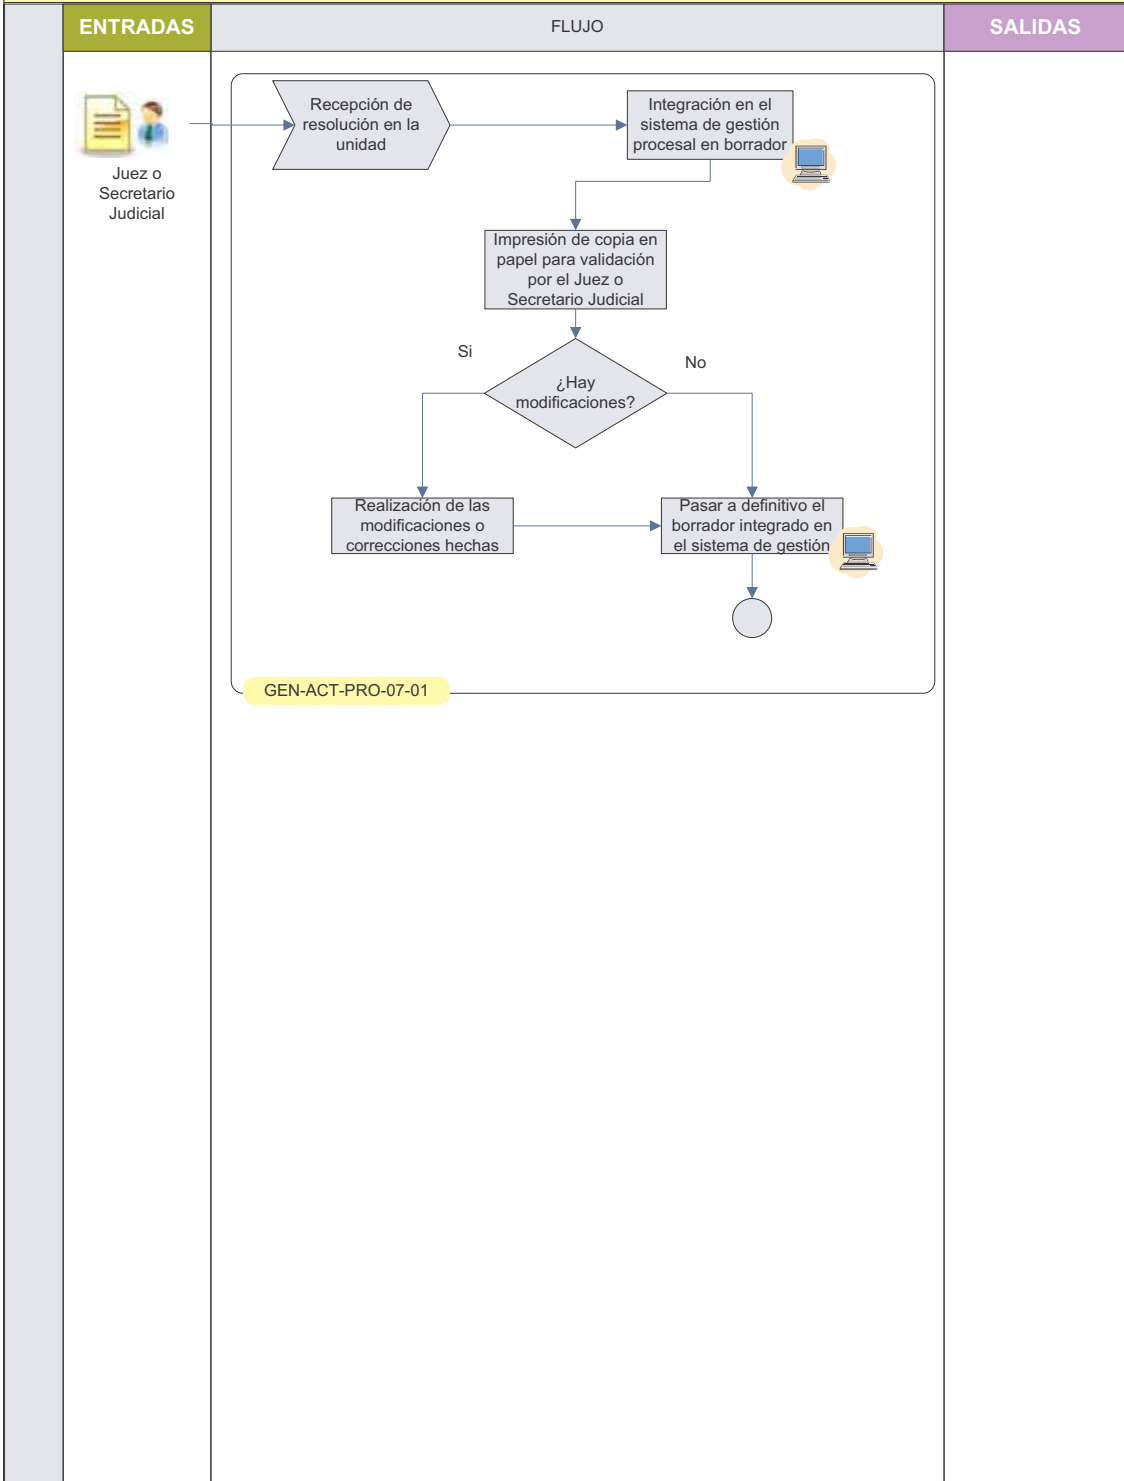 ENTRADAS
FLUJO
SALIDAS
Juez o
Secretario
Judicial
Recepción de
resolución en la
unidad
Integración en el
sistema de gestión
procesal en borrador
Impresión de copia en
papel para validación
por el Juez o
Secretario Judicial
Si
No
¿Hay
modificaciones?
Realización de las
modificaciones o
correcciones hechas
Pasar a definitivo el
borrador integrado en
el sistema de gestión
GEN-ACT-PRO-07-01